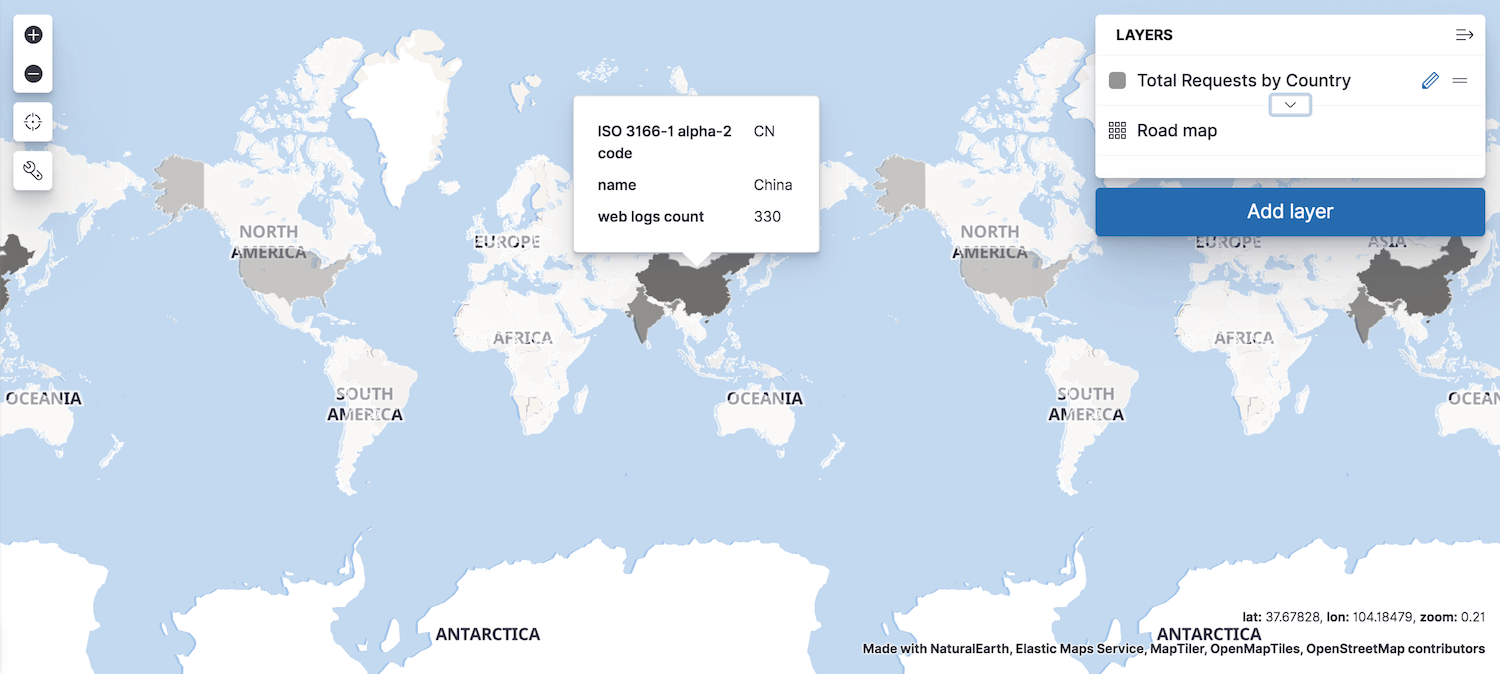 LAYERS
Total Requests by Country
Road map
Add layer
ISO 3166-1 alpha-2 CN
code
name China
web logs count 330
NORTH
AMERICA
EUROPE
NORTH
AMERICA
EUROPE
ASIA
AFRICA
AFRICA
OCEANIA
SOUTH
AMERICA
OCEANIA
SOUTH
AMERICA
OCEAN
ANTARCTICA
ANTARCTICA
lat: 37.67828, lon: 104.18479, zoom: 0.21
Made with NaturalEarth, Elastic Maps Service, MapTiler, OpenMapTiles, OpenStreetMap contributors